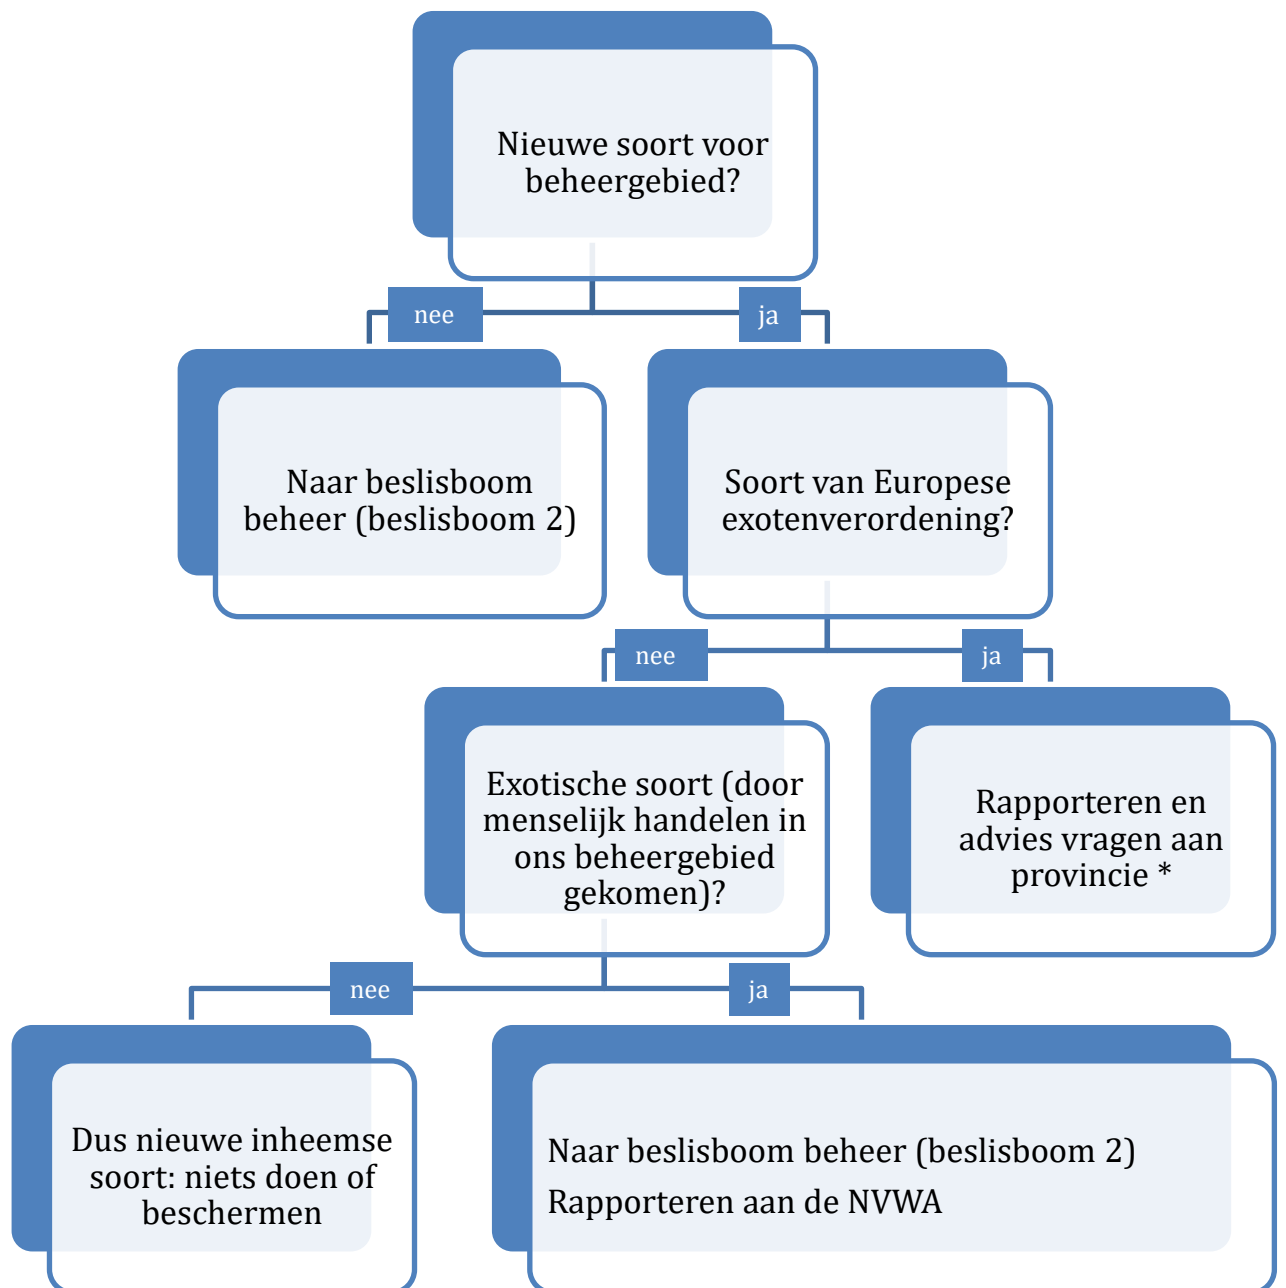 Nieuwe soort voor
beheergebied?
nee
ja
Naar beslisboom
beheer (beslisboom 2)
Soort van Europese
exotenverordening?
nee
ja
Exotische soort (door
menselijk handelen in
ons beheergebied
gekomen)?
Rapporteren en
advies vragen aan
provincie *
nee
ja
Dus nieuwe inheemse
soort: niets doen of
beschermen
Naar beslisboom beheer (beslisboom 2)
Rapporteren aan de NVWA